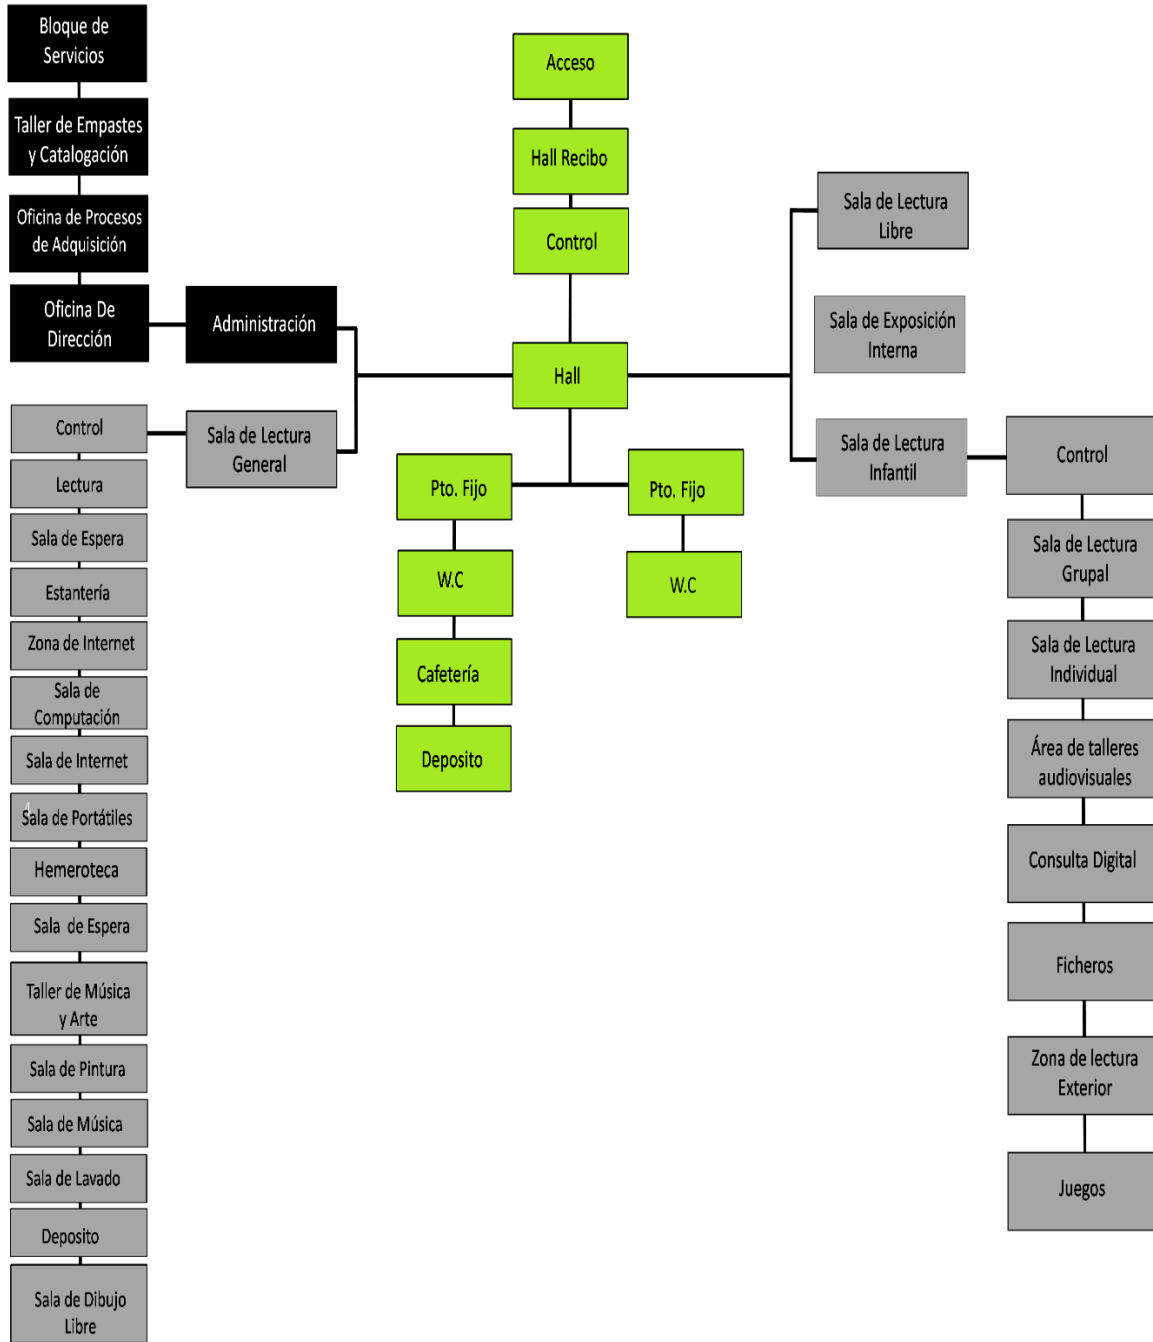 Bloque de
Servicios
Taller de Empastes
y Catalogación
Oficina de Procesos
de Adquisición
Oficina De
Dirección
Administración
Acceso
Hall Recibo
Control
Hall
Sala de Lectura
Libre
Sala de Exposición
Interna
Sala de Lectura
Infantil
Sala de Lectura
General
Control
Lectura
Sala de Espera
Estantería
Zona de Internet
Sala de
Computación
Sala de Internet
4
Sala de Portátiles
Hemeroteca
Sala de Espera
Taller de Música
y Arte
Sala de Pintura
Sala de Música
Sala de Lavado
Deposito
Sala de Dibujo
Libre
Pto. Fijo
W.C
Cafetería
Deposito
Pto. Fijo
W.C
Control
Sala de Lectura
Grupal
Sala de Lectura
Individual
Área de talleres
audiovisuales
Consulta Digital
Ficheros
Zona de lectura
Exterior
Juegos